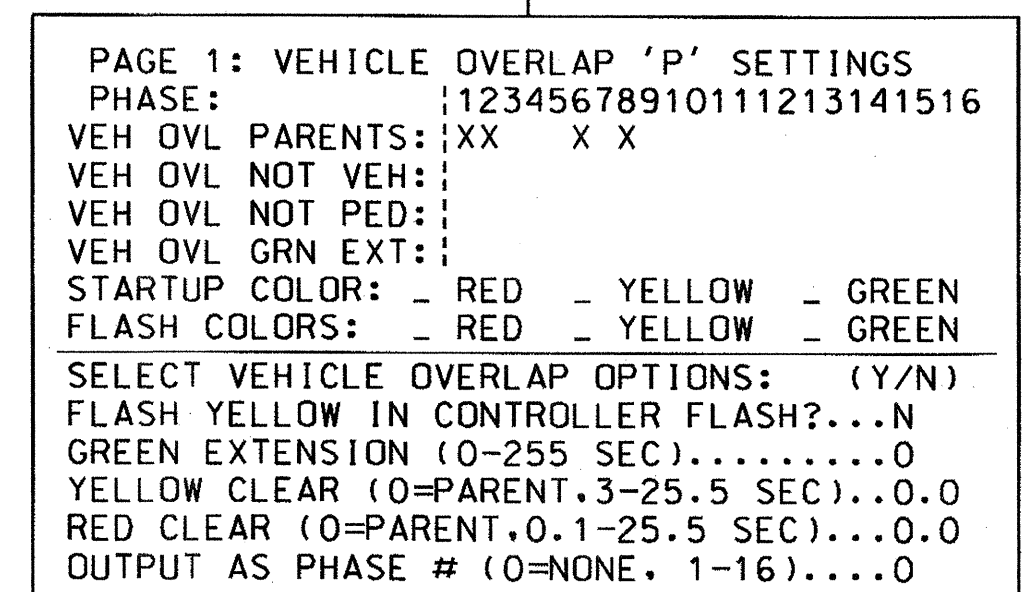 PAGE 1: VEHICLE OVERLAP 'P' SETTINGS
PHASE: ¦12345678910111213141516
VEH OVL PARENTS:¦XX   X X
VEH OVL NOT VEH:¦
VEH OVL NOT PED:¦
VEH OVL GRN EXT:¦
STARTUP COLOR: _ RED _ YELLOW _ GREEN
FLASH COLORS: _ RED _ YELLOW _ GREEN
SELECT VEHICLE OVERLAP OPTIONS: (Y/N)
FLASH YELLOW IN CONTROLLER FLASH?...N
GREEN EXTENSION (0-255 SEC).........0
YELLOW CLEAR (0=PARENT.3-25.5 SEC)..0.0
RED CLEAR (0=PARENT.0.1-25.5 SEC)...0.0
OUTPUT AS PHASE # (0=NONE. 1-16)....0